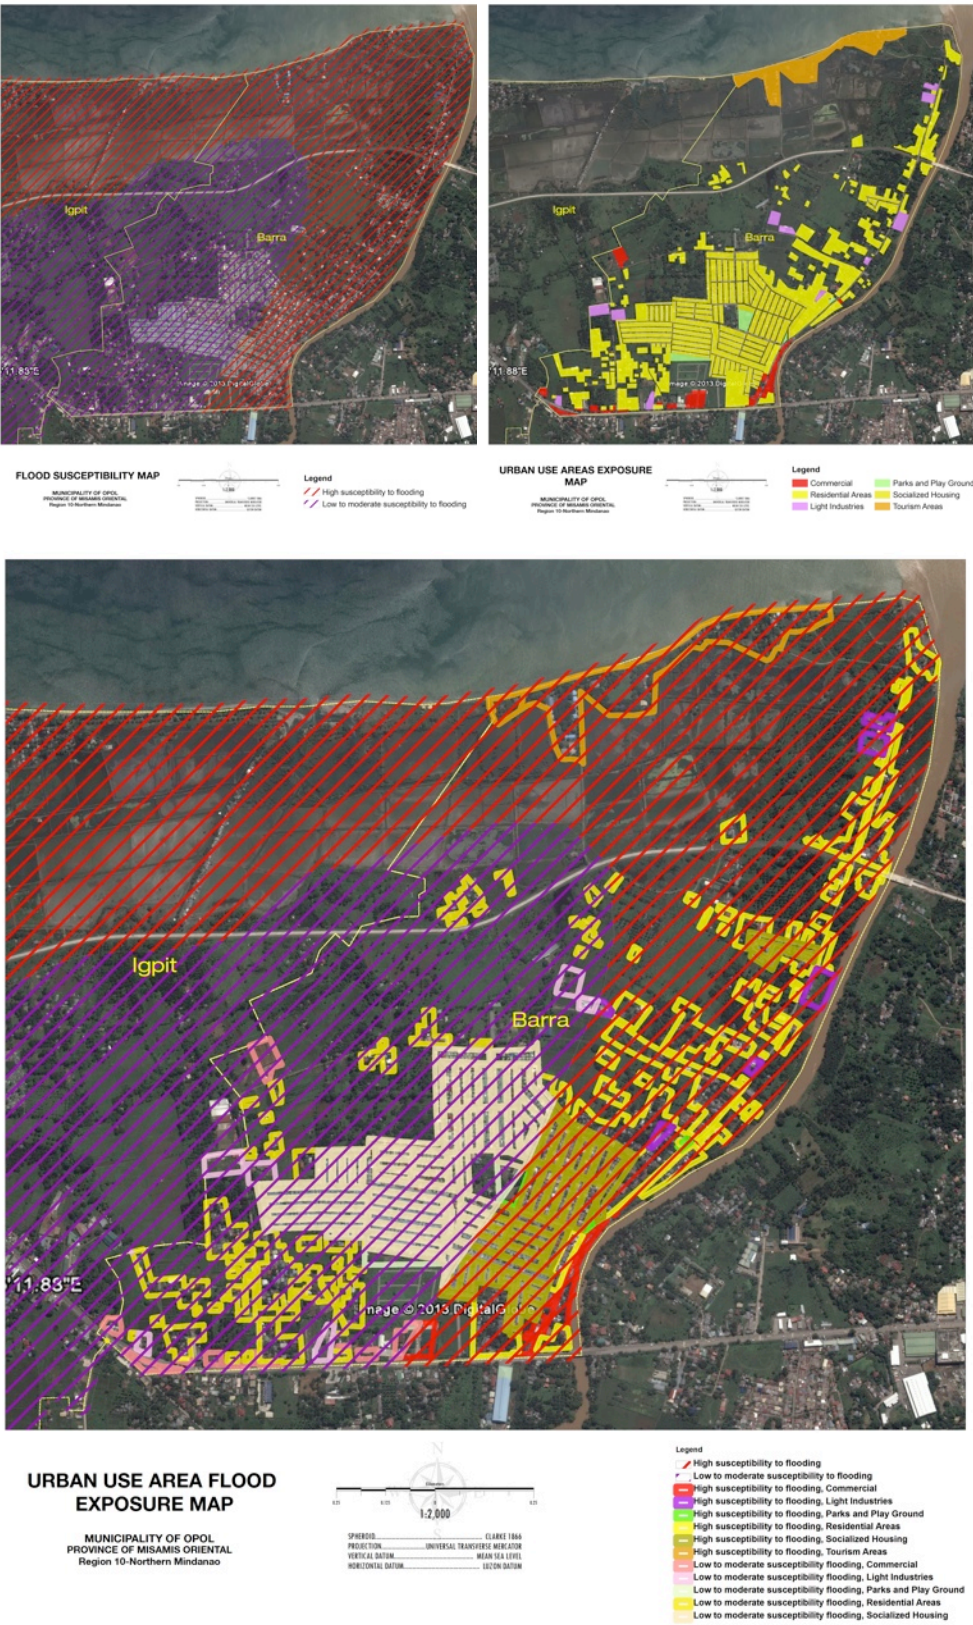 Igpit
Barra
'11.85"E
Image © 2013 DigitalGlobe
Igpit
Barra
'11.88"E
Image © 2013 DigitalGlobe
FLOOD SUSCEPTIBILITY MAP
MUNICIPALITY OF OPOL
PROVINCE OF MISAMIS ORIENTAL
Region 10-Northern Mindanao
Legend
High susceptibility to flooding
Low to moderate susceptibility to flooding
URBAN USE AREAS EXPOSURE
MAP
MUNICIPALITY OF OPOL
PROVINCE OF MISAMIS ORIENTAL
Region 10-Northern Mindanao
Legend
Commercial
Residential Areas
Light Industries
Parks and Play Ground
Socialized Housing
Tourism Areas
Igpit
Barra
'11.83"E
mage © 2013 DigitalGlobe
URBAN USE AREA FLOOD
EXPOSURE MAP
MUNICIPALITY OF OPOL
PROVINCE OF MISAMIS ORIENTAL
Region 10-Northern Mindanao
N
1:2,000
SPHEROID CLARKE 1866
PROJECTION UNIVERSAL TRANSVERSE MERCATOR
VERTICAL DATUM MEAN SEA LEVEL
HORIZONTAL DATUM LUZON DATUM
Legend
High susceptibility to flooding
Low to moderate susceptibility to flooding
High susceptibility to flooding, Commercial
High susceptibility to flooding, Light Industries
High susceptibility to flooding, Parks and Play Ground
High susceptibility to flooding, Residential Areas
High susceptibility to flooding, Socialized Housing
High susceptibility to flooding, Tourism Areas
Low to moderate susceptibility flooding, Commercial
Low to moderate susceptibility flooding, Light Industries
Low to moderate susceptibility flooding, Parks and Play Ground
Low to moderate susceptibility flooding, Residential Areas
Low to moderate susceptibility flooding, Socialized Housing